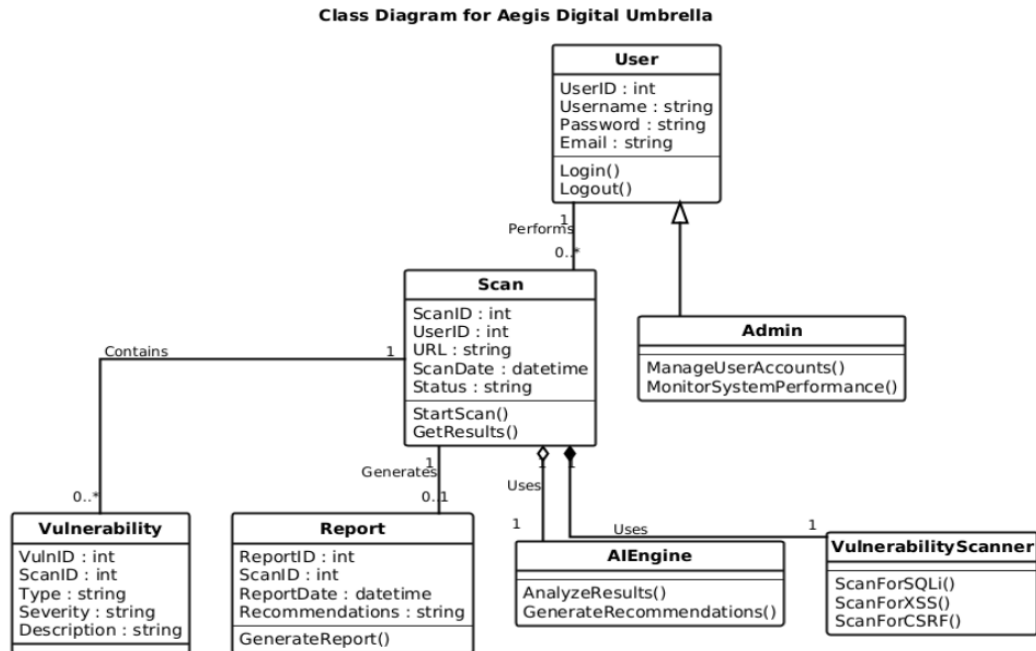 Class Diagram for Aegis Digital Umbrella
User
UserID : int
Username : string
Password : string
Email : string
Login()
Logout()
1
Performs
0..*
Scan
ScanID : int
UserID : int
URL : string
ScanDate : datetime
Status : string
StartScan()
GetResults()
Admin
ManageUserAccounts()
MonitorSystemPerformance()
Contains
1
0..*
1
Generates
0..1
1
Uses
1
1
Uses
1
Vulnerability
VulnID : int
ScanID : int
Type : string
Severity : string
Description : string
Report
ReportID : int
ScanID : int
ReportDate : datetime
Recommendations : string
GenerateReport()
AIEngine
AnalyzeResults()
GenerateRecommendations()
VulnerabilityScanner
ScanForSQLi()
ScanForXSS()
ScanForCSRF()